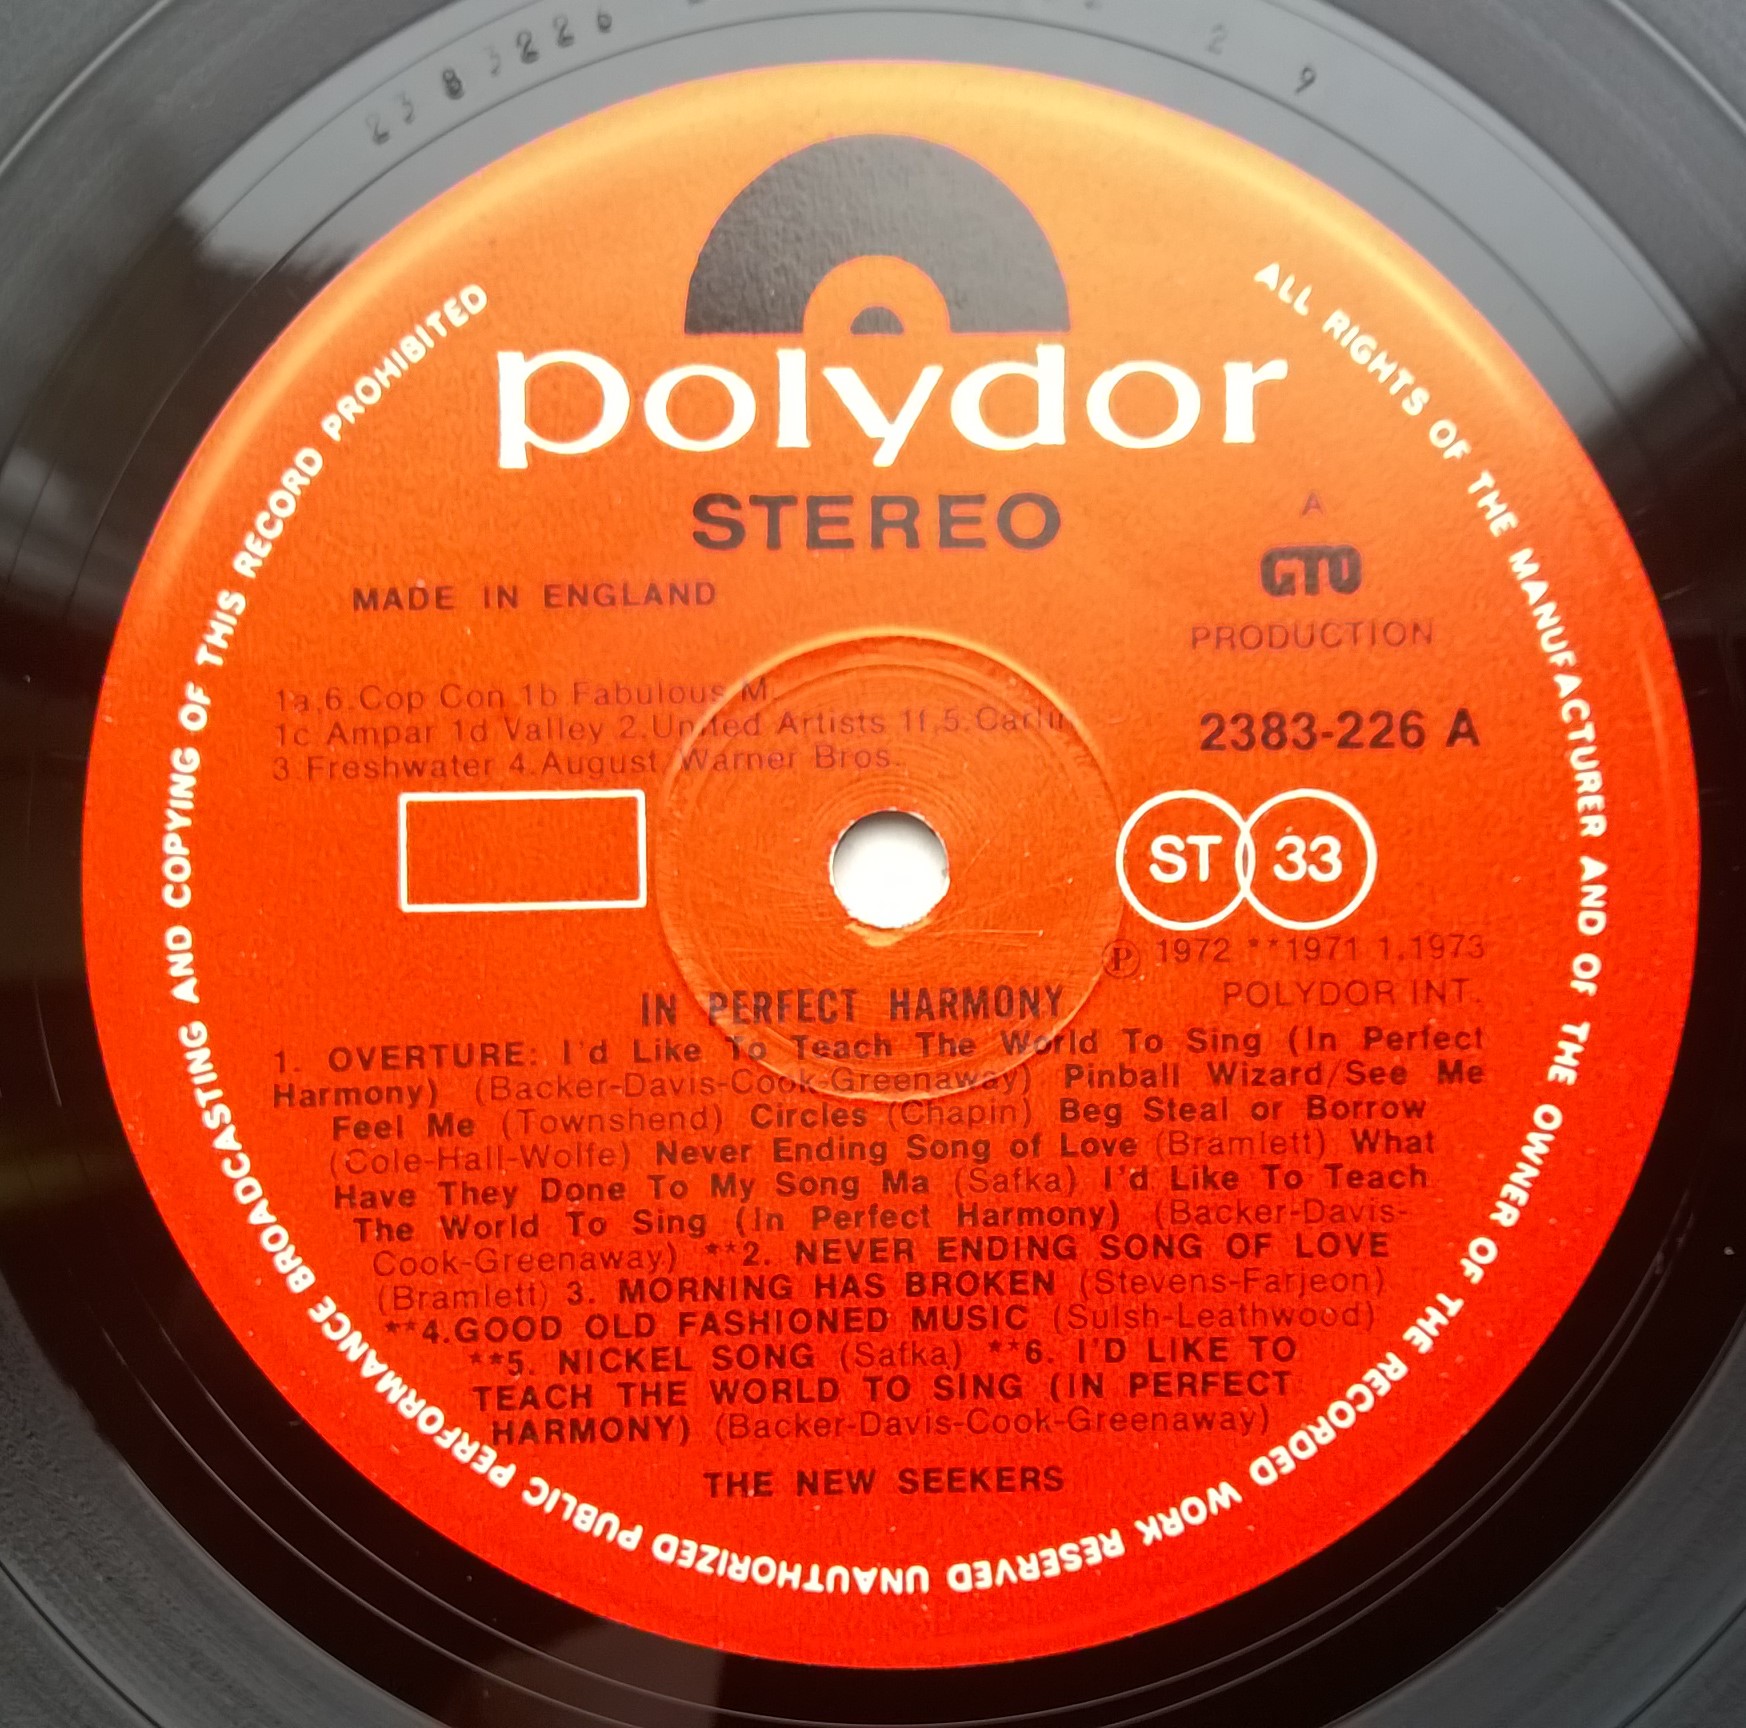 polydor
STEREO
MADE IN ENGLAND
A
GTO
PRODUCTION
1a,6.Cop Con 1b Fabulous M.
1c Ampar 1d Valley 2.United Artists 1f,5.Carlin
3.Freshwater 4.August, Warner Bros.
2383-226 A
ST 33
℗ 1972 **1971 1.1973
POLYDOR INT.
IN PERFECT HARMONY
1. OVERTURE: I'd Like To Teach The World To Sing (In Perfect
Harmony) (Backer-Davis-Cook-Greenaway) Pinball Wizard/See Me
Feel Me (Townshend) Circles (Chapin) Beg Steal or Borrow
(Cole-Hall-Wolfe) Never Ending Song of Love (Bramlett) What
Have They Done To My Song Ma (Safka) I'd Like To Teach
The World To Sing (In Perfect Harmony) (Backer-Davis-
Cook-Greenaway) **2. NEVER ENDING SONG OF LOVE
(Bramlett) 3. MORNING HAS BROKEN (Stevens-Farjeon)
**4.GOOD OLD FASHIONED MUSIC (Sulsh-Leathwood)
**5. NICKEL SONG (Safka) **6. I'D LIKE TO
TEACH THE WORLD TO SING (IN PERFECT
HARMONY) (Backer-Davis-Cook-Greenaway)
THE NEW SEEKERS
ALL RIGHTS OF THE MANUFACTURER AND OF THE OWNER OF THE RECORDED WORK RESERVED UNAUTHORIZED PUBLIC PERFORMANCE BROADCASTING AND COPYING OF THIS RECORD PROHIBITED
2383226
2 9